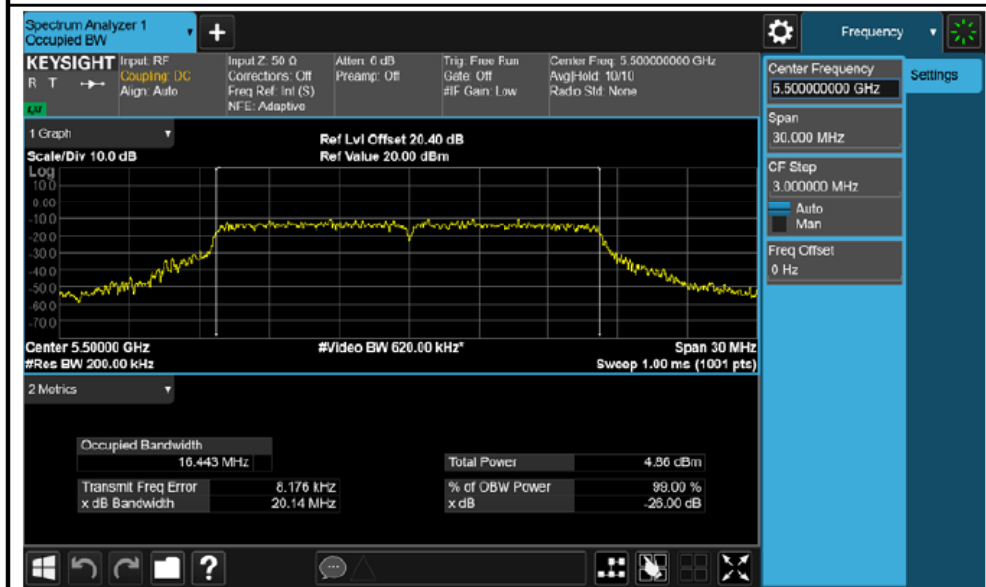 Spectrum Analyzer 1
Occupied BW
Frequency
KEYSIGHT
R T
LXI
Input: RF
Coupling: DC
Align: Auto
Input Z: 50 Ω
Corrections: Off
Freq Ref: Int (S)
NFE: Adaptive
Atten: 6 dB
Preamp: Off
Trig: Free Run
Gate: Off
#IF Gain: Low
Center Freq: 5.500000000 GHz
Avg|Hold: 10/10
Radio Std: None
Center Frequency
5.500000000 GHz
Settings
Span
30.000 MHz
CF Step
3.000000 MHz
Auto
Man
Freq Offset
0 Hz
1 Graph
Scale/Div 10.0 dB
Ref Lvl Offset 20.40 dB
Ref Value 20.00 dBm
Log
10.0
0.00
-10.0
-20.0
-30.0
-40.0
-50.0
-60.0
-70.0
Center 5.50000 GHz
#Video BW 620.00 kHz*
Span 30 MHz
#Res BW 200.00 kHz
Sweep 1.00 ms (1001 pts)
2 Metrics
Occupied Bandwidth
16.443 MHz
Total Power 4.86 dBm
Transmit Freq Error 8.176 kHz
% of OBW Power 99.00 %
x dB Bandwidth 20.14 MHz
x dB -26.00 dB
?